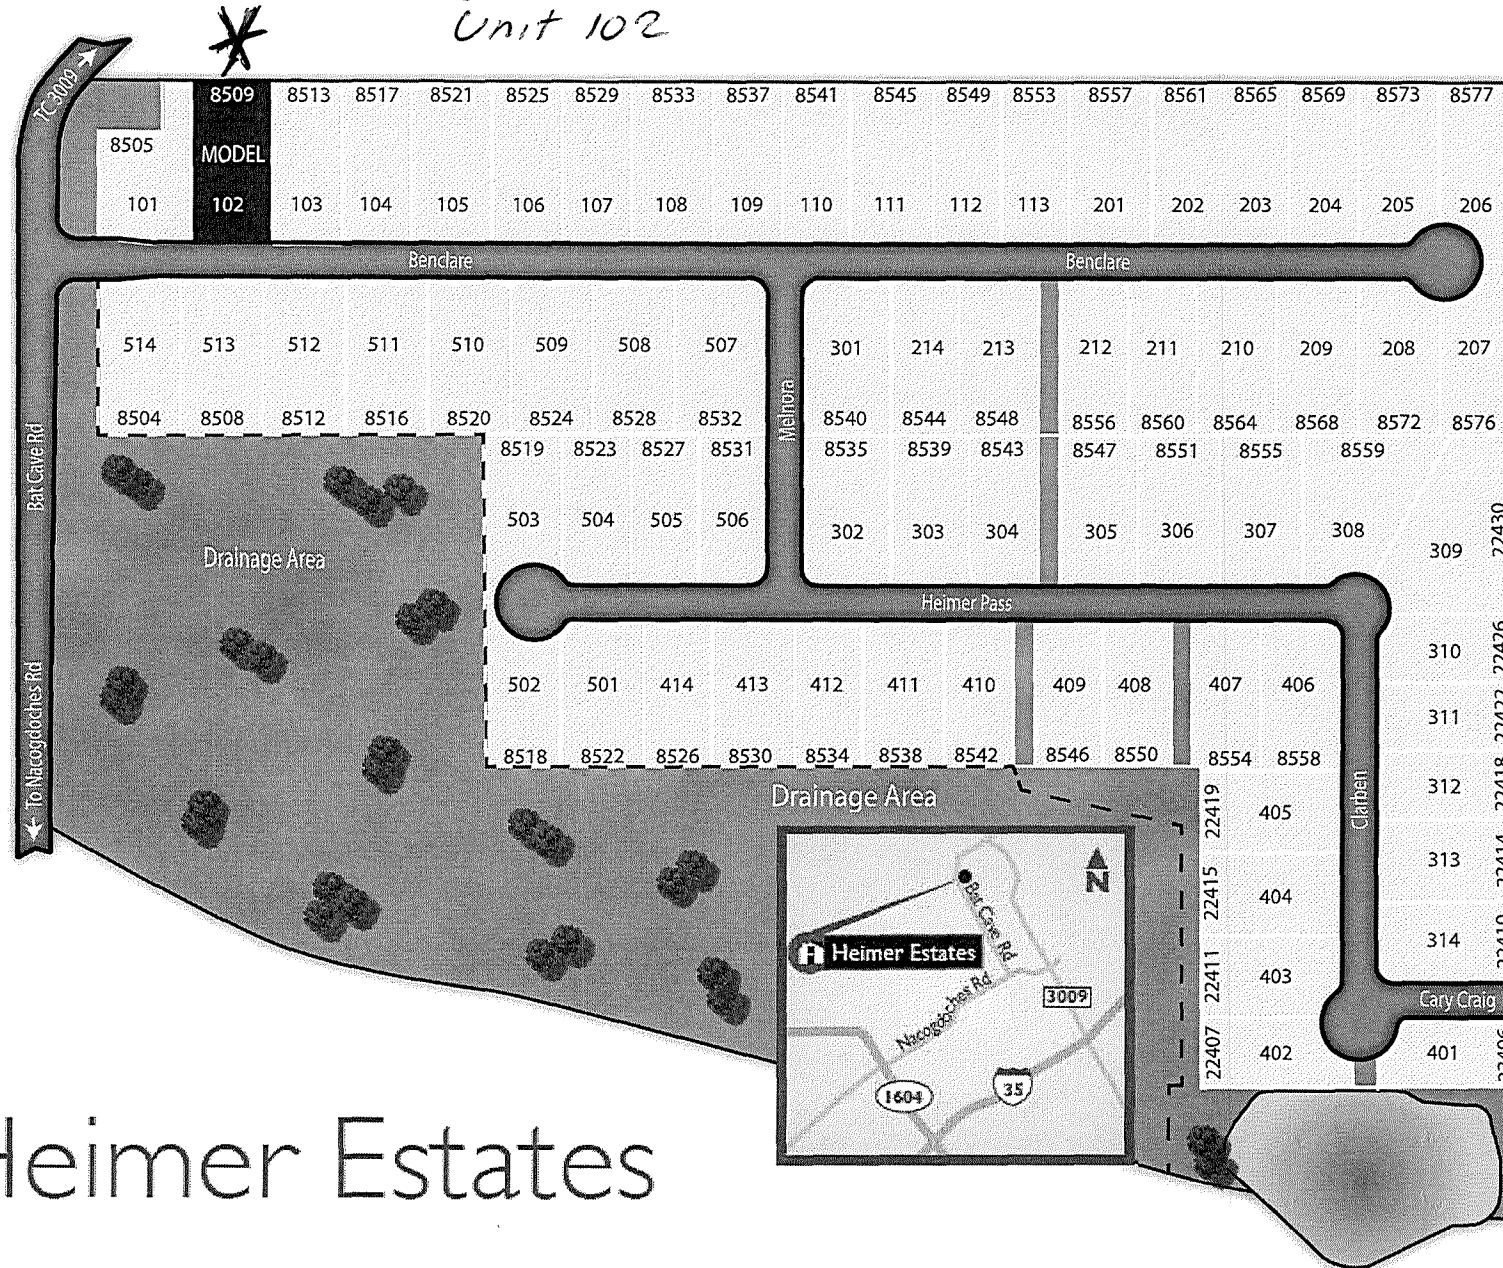 Unit 102
TC 3009
8509 8513 8517 8521 8525 8529 8533 8537 8541 8545 8549 8553 8557 8561 8565 8569 8573 8577
8505
MODEL
101 102 103 104 105 106 107 108 109 110 111 112 113 201 202 203 204 205 206
Benclare Benclare
514 513 512 511 510 509 508 507 301 214 213 212 211 210 209 208 207
Melnora
8504 8508 8512 8516 8520 8524 8528 8532 8540 8544 8548 8556 8560 8564 8568 8572 8576
Bat Cave Rd
8519 8523 8527 8531 8535 8539 8543 8547 8551 8555 8559
503 504 505 506 302 303 304 305 306 307 308 309 22430
Drainage Area
Heimer Pass
310 22426
502 501 414 413 412 411 410 409 408 407 406
311 22422
To Nacogdoches Rd
8518 8522 8526 8530 8534 8538 8542 8546 8550 8554 8558
312 22418
Drainage Area
22419 405
Clarben
313 22414
22415 404
314 22410
22411 403
Cary Craig
22407 402 401
N
Bat Cave Rd
Heimer Estates
Nacogdoches Rd
3009
1604
35
Heimer Estates